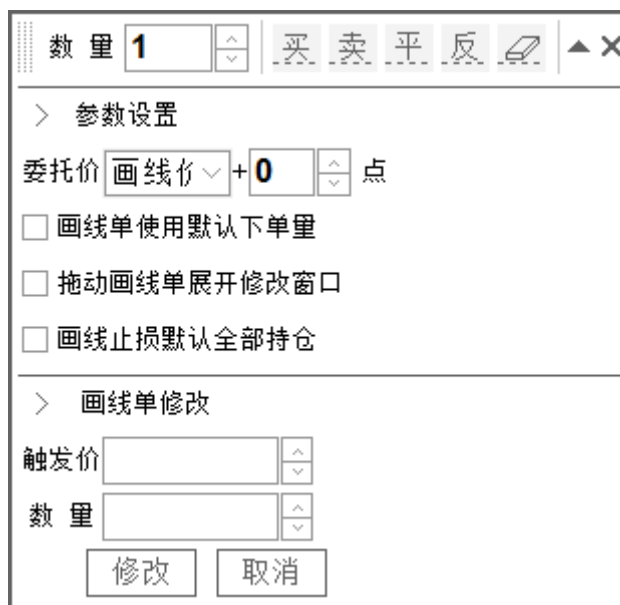 数 量 1 买 卖 平 反
参数设置
委托价 画线价 + 0 点
画线单使用默认下单量
拖动画线单展开修改窗口
画线止损默认全部持仓
画线单修改
触发价
数 量
修改 取消